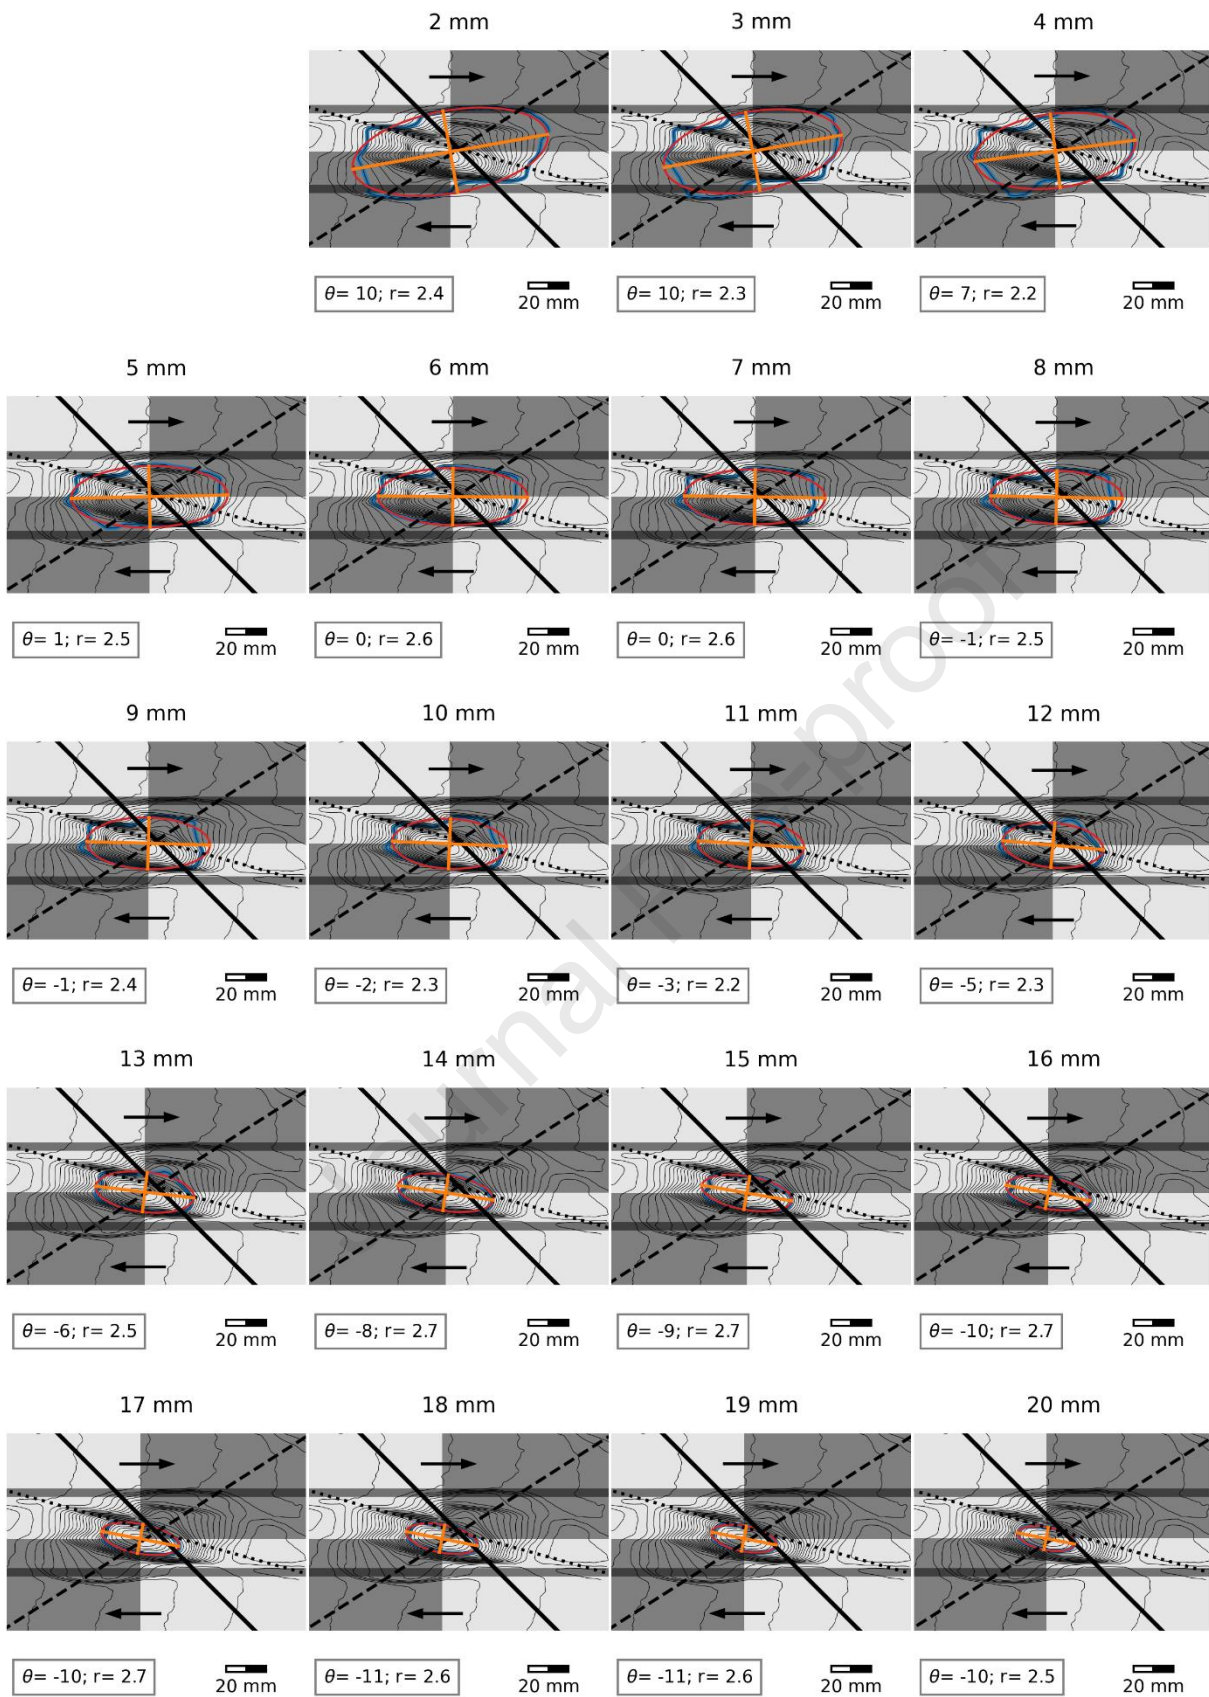 2 mm 3 mm 4 mm
θ= 10; r= 2.4 20 mm θ= 10; r= 2.3 20 mm θ= 7; r= 2.2 20 mm
5 mm 6 mm 7 mm 8 mm
θ= 1; r= 2.5 20 mm θ= 0; r= 2.6 20 mm θ= 0; r= 2.6 20 mm θ= -1; r= 2.5 20 mm
9 mm 10 mm 11 mm 12 mm
θ= -1; r= 2.4 20 mm θ= -2; r= 2.3 20 mm θ= -3; r= 2.2 20 mm θ= -5; r= 2.3 20 mm
13 mm 14 mm 15 mm 16 mm
θ= -6; r= 2.5 20 mm θ= -8; r= 2.7 20 mm θ= -9; r= 2.7 20 mm θ= -10; r= 2.7 20 mm
17 mm 18 mm 19 mm 20 mm
θ= -10; r= 2.7 20 mm θ= -11; r= 2.6 20 mm θ= -11; r= 2.6 20 mm θ= -10; r= 2.5 20 mm